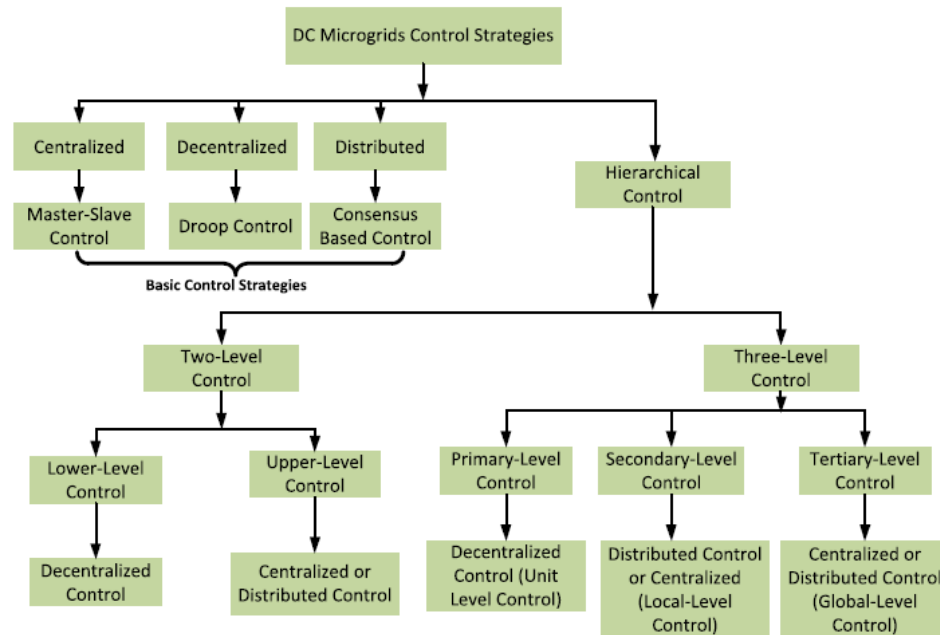 DC Microgrids Control Strategies
Centralized
Decentralized
Distributed
Hierarchical
Control
Master-Slave
Control
Droop Control
Consensus
Based Control
Basic Control Strategies
Two-Level
Control
Three-Level
Control
Lower-Level
Control
Upper-Level
Control
Primary-Level
Control
Secondary-Level
Control
Tertiary-Level
Control
Decentralized
Control
Centralized or
Distributed Control
Decentralized
Control (Unit
Level Control)
Distributed Control
or Centralized
(Local-Level
Control)
Centralized or
Distributed Control
(Global-Level
Control)